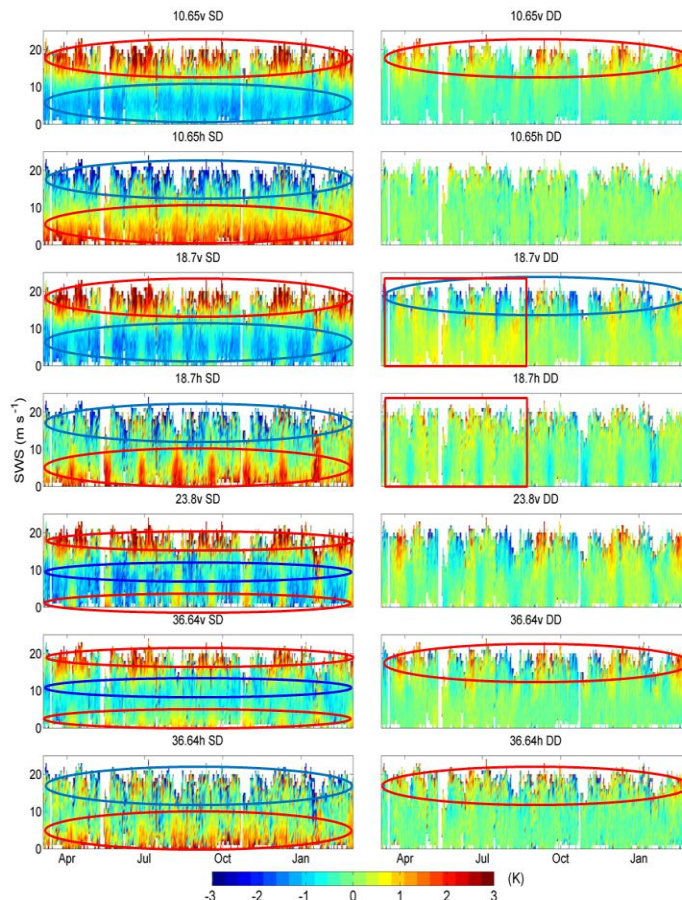 10.65v SD 10.65v DD
20
10
0
10.65h SD 10.65h DD
20
10
0
18.7v SD 18.7v DD
20
10
0
18.7h SD 18.7h DD
20
10
0
SWS (m s⁻¹)
23.8v SD 23.8v DD
20
10
0
36.64v SD 36.64v DD
20
10
0
36.64h SD 36.64h DD
20
10
0
Apr Jul Oct Jan Apr Jul Oct Jan
(K)
-3 -2 -1 0 1 2 3